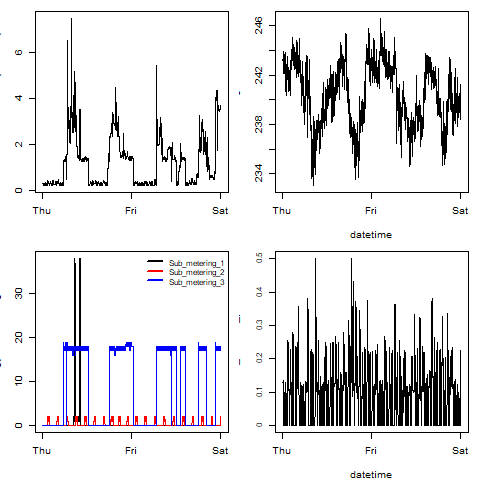 6
4
2
0
Thu Fri Sat
246
242
238
234
Thu Fri Sat
datetime
30
20
10
0
Sub_metering_1
Sub_metering_2
Sub_metering_3
Thu Fri Sat
0.5
0.4
0.3
0.2
0.1
0
Thu Fri Sat
datetime